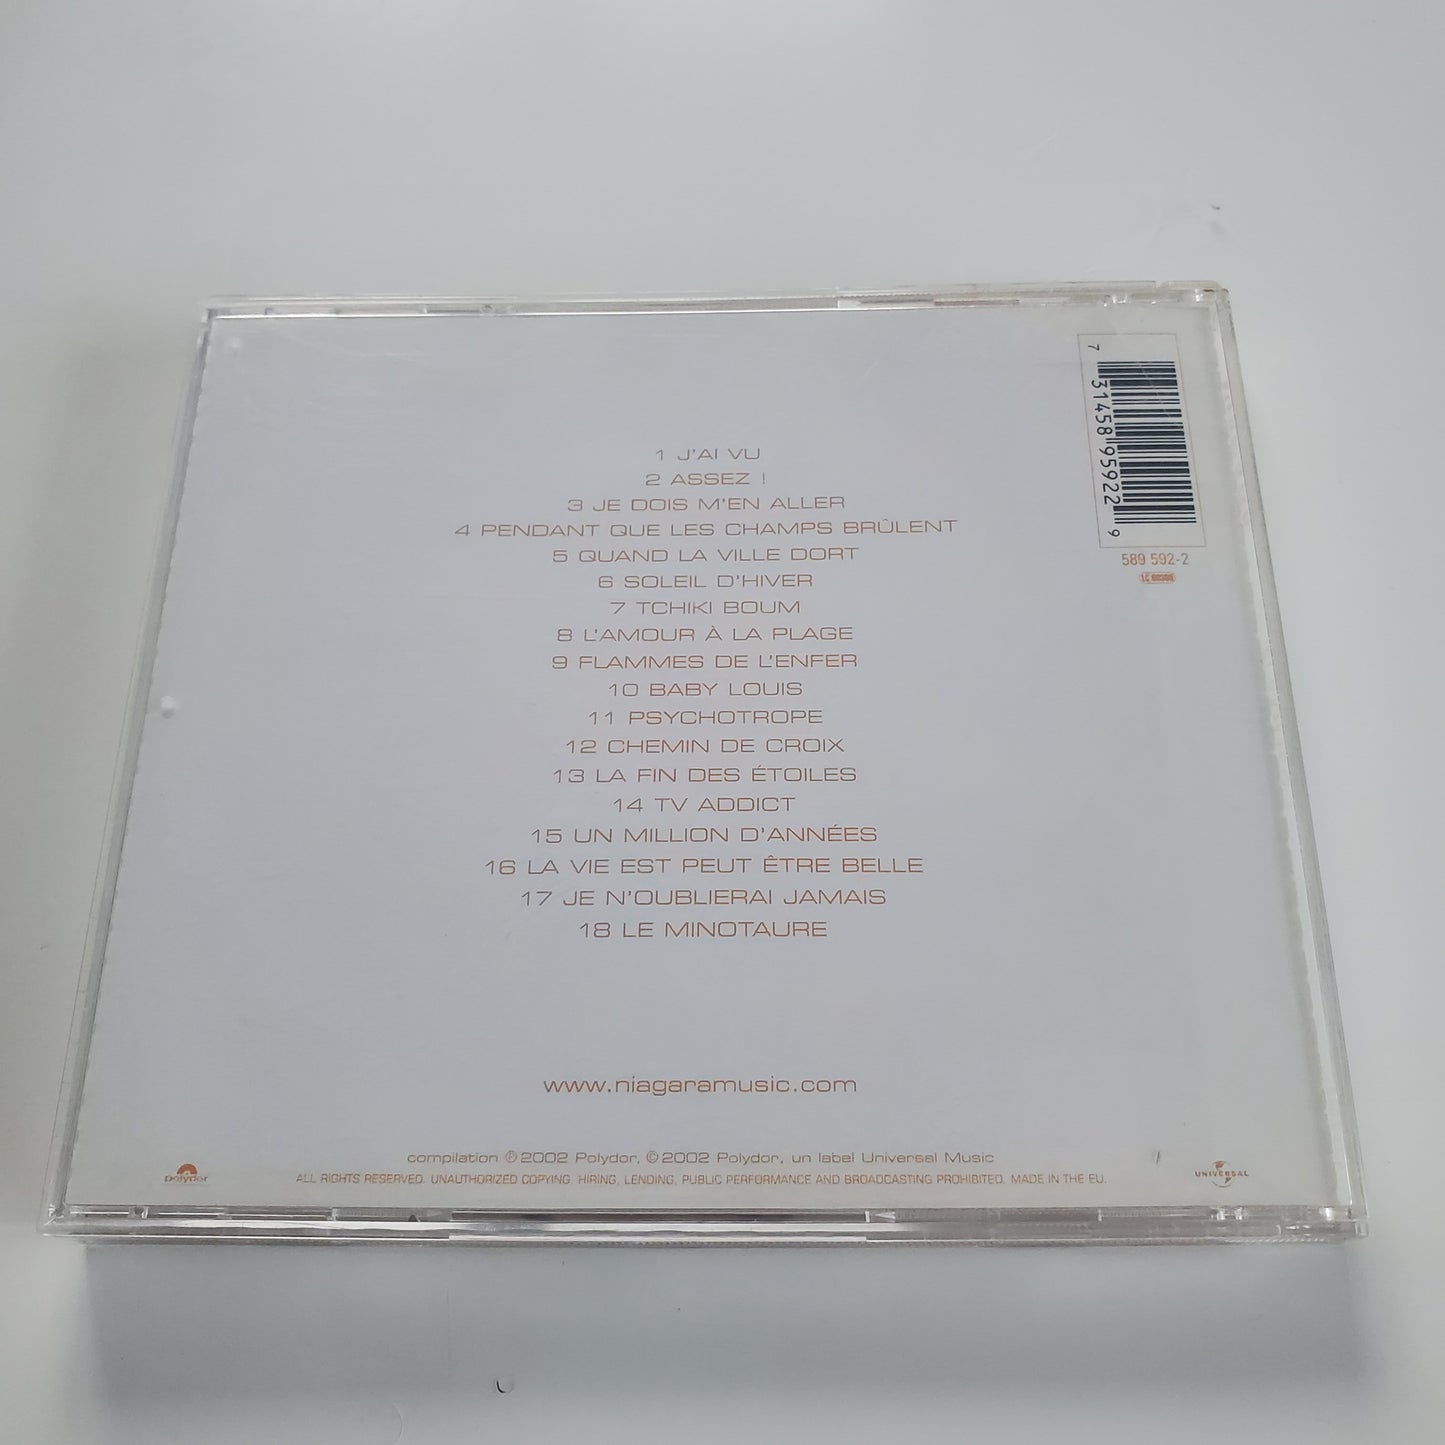 1 J'AI VU
2 ASSEZ !
3 JE DOIS M'EN ALLER
4 PENDANT QUE LES CHAMPS BRÛLENT
5 QUAND LA VILLE DORT
6 SOLEIL D'HIVER
7 TCHIKI BOUM
8 L'AMOUR À LA PLAGE
9 FLAMMES DE L'ENFER
10 BABY LOUIS
11 PSYCHOTROPE
12 CHEMIN DE CROIX
13 LA FIN DES ÉTOILES
14 TV ADDICT
15 UN MILLION D'ANNÉES
16 LA VIE EST PEUT ÊTRE BELLE
17 JE N'OUBLIERAI JAMAIS
18 LE MINOTAURE
7 31458 95922 9
589 592-2
www.niagaramusic.com
compilation ℗ 2002 Polydor, © 2002 Polydor, un label Universal Music
ALL RIGHTS RESERVED. UNAUTHORIZED COPYING, HIRING, LENDING, PUBLIC PERFORMANCE AND BROADCASTING PROHIBITED. MADE IN THE EU.
Polydor
UNIVERSAL